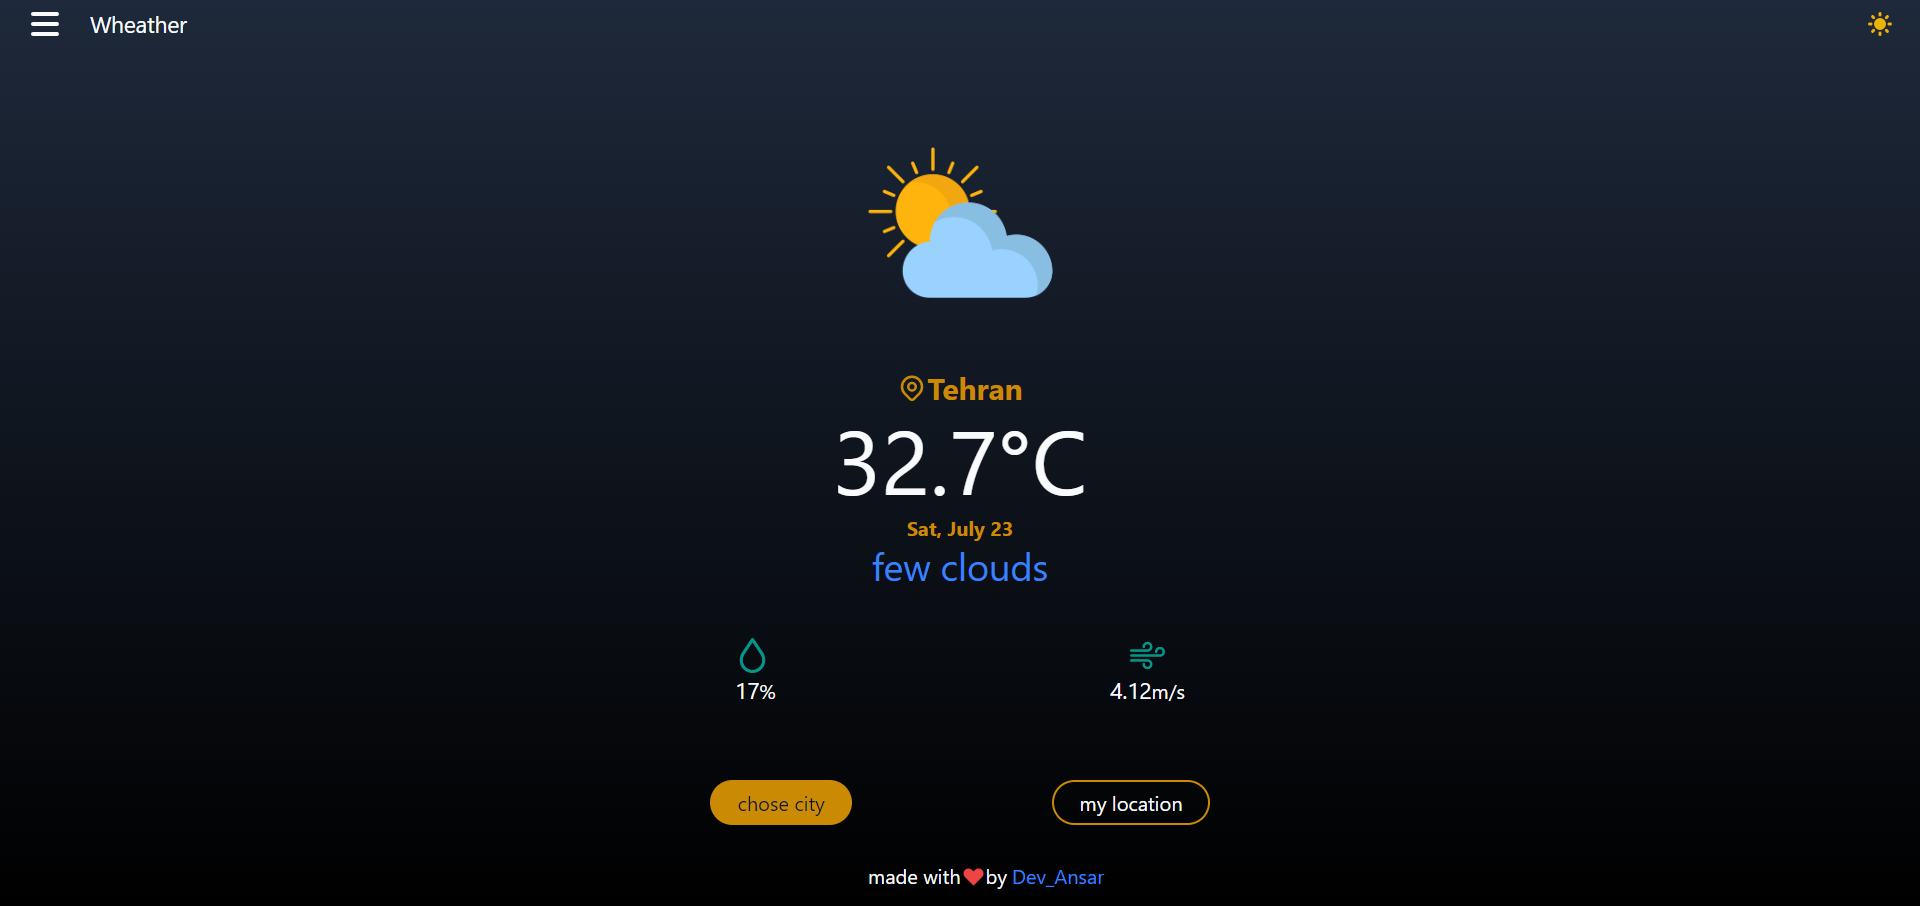 Wheather
Tehran
32.7°C
Sat, July 23
few clouds
17% 4.12m/s
chose city my location
made with❤by Dev_Ansar